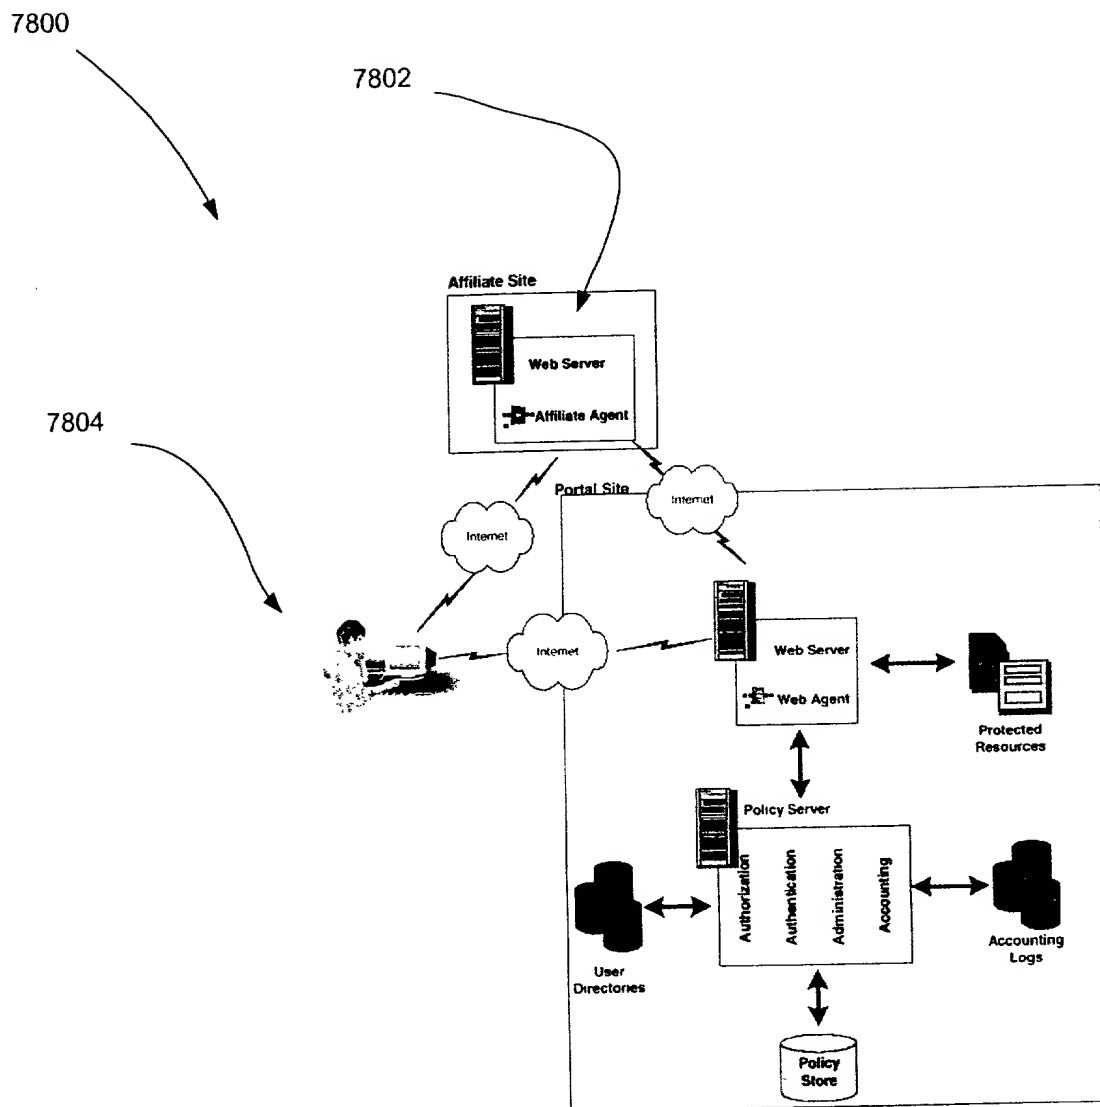 7800
7802
Affiliate Site
Web Server
Affiliate Agent
7804
Portal Site
Internet
Internet
Internet
Web Server
Web Agent
Protected
Resources
Policy Server
Authorization
Authentication
Administration
Accounting
User
Directories
Accounting
Logs
Policy
Store